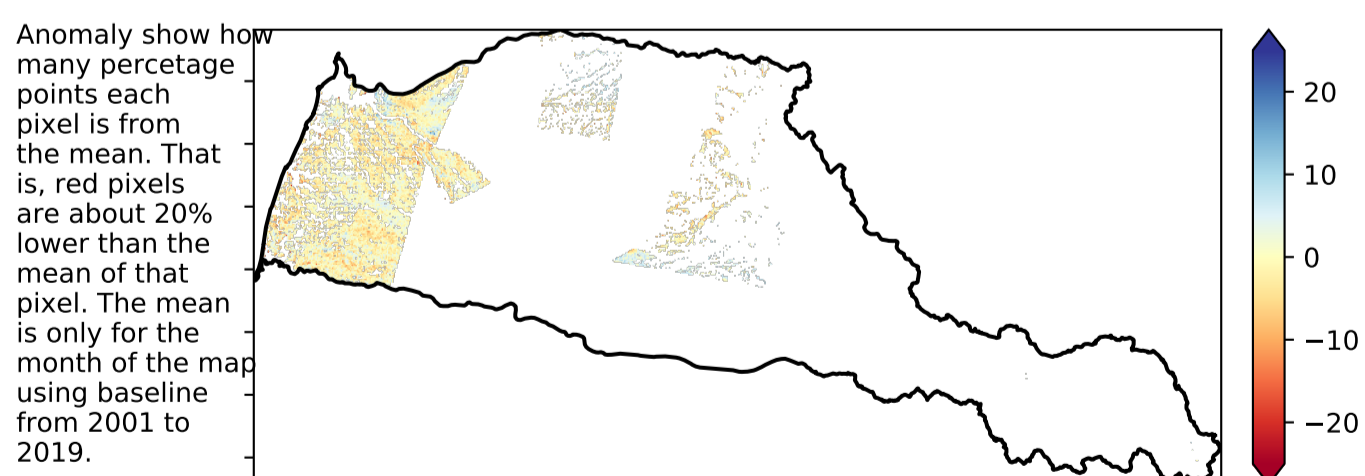 Anomaly show how
many percetage
points each
pixel is from
the mean. That
is, red pixels
are about 20%
lower than the
mean of that
pixel. The mean
is only for the
month of the map
using baseline
from 2001 to
2019.
20
10
0
−10
−20